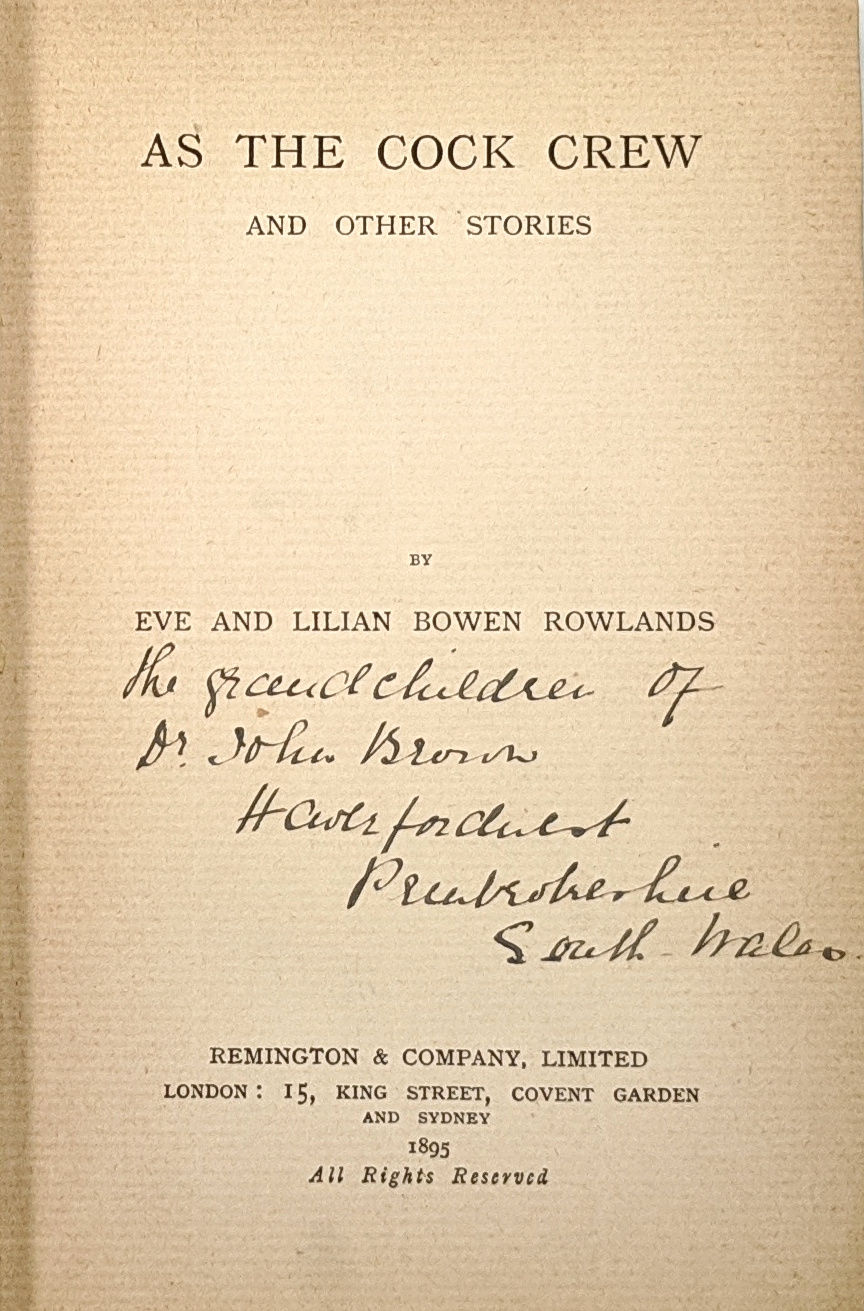 AS THE COCK CREW
AND OTHER STORIES
BY
EVE AND LILIAN BOWEN ROWLANDS
the grandchildren of
Dr. John Brown
Haverfordwest
Pembrokeshire
South Wales.
REMINGTON & COMPANY, LIMITED
LONDON: 15, KING STREET, COVENT GARDEN
AND SYDNEY
1895
All Rights Reserved